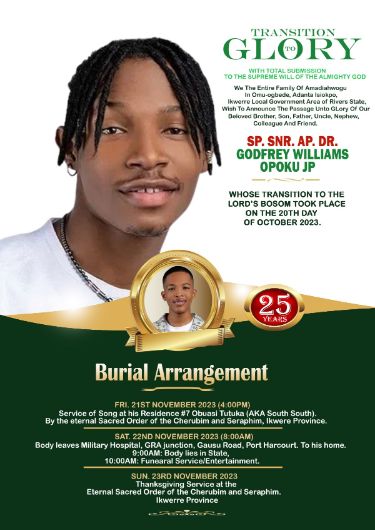 TRANSITION
TO
GLORY
WITH TOTAL SUBMISSION
TO THE SUPREME WILL OF THE ALMIGHTY GOD
We The Entire Family Of Amadiahwogu
In Omu-ogbede, Adanta Isiokpo,
Ikwerre Local Government Area of Rivers State,
Wish To Announce The Passage Unto GLory Of Our
Beloved Brother, Son, Father, Uncle, Nephew,
Colleague And Friend.
SP. SNR. AP. DR.
GODFREY WILLIAMS
OPOKU JP
WHOSE TRANSITION TO THE
LORD'S BOSOM TOOK PLACE
ON THE 20TH DAY
OF OCTOBER 2023.
25
YEARS
Burial Arrangement
FRI. 21ST NOVEMBER 2023 (4:00PM)
Service of Song at his Residence #7 Obuasi Tutuka (AKA South South).
By the eternal Sacred Order of the Cherubim and Seraphim, Ikwere Province.
SAT. 22ND NOVEMBER 2023 (8:00AM)
Body leaves Military Hospital, GRA junction, Gausu Road, Port Harcourt. To his home.
9:00AM: Body lies in State,
10:00AM: Funearal Service/Entertainment.
SUN. 23RD NOVEMBER 2023
Thanksgiving Service at the
Eternal Sacred Order of the Cherubim and Seraphim.
Ikwerre Province